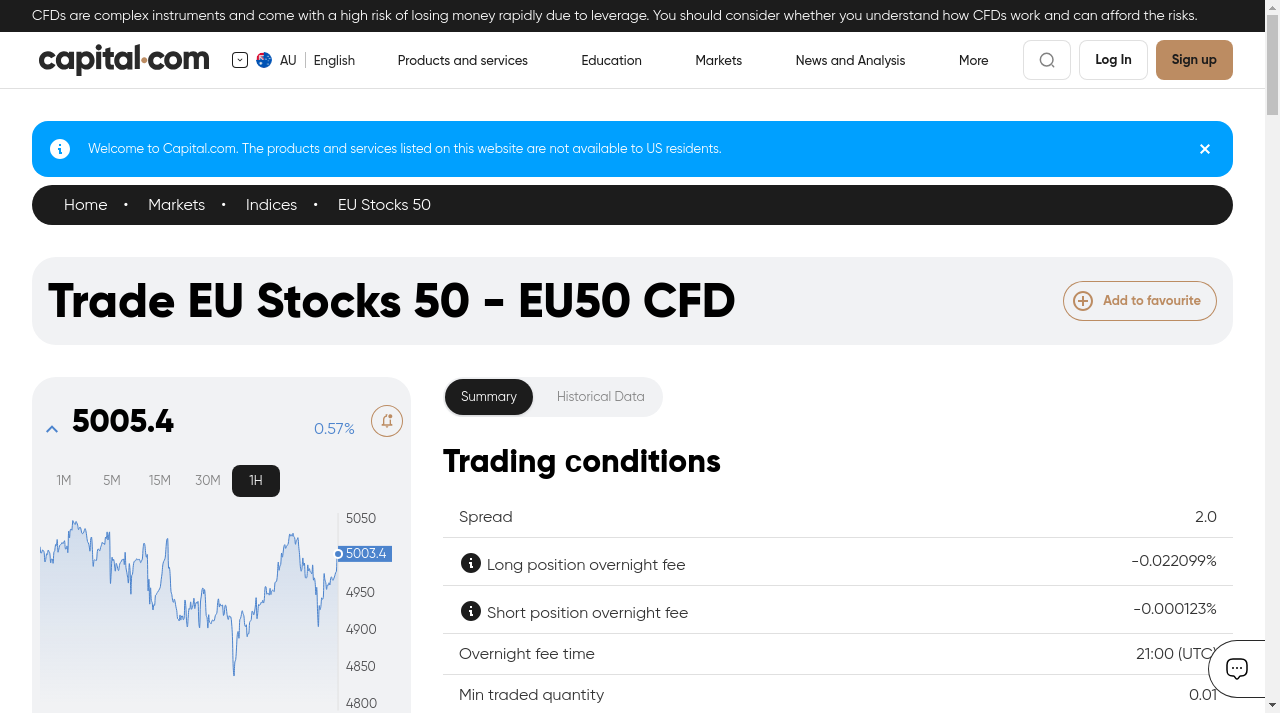 CFDs are complex instruments and come with a high risk of losing money rapidly due to leverage. You should consider whether you understand how CFDs work and can afford the risks.
capital.com AU English Products and services Education Markets News and Analysis More Log In Sign up
Welcome to Capital.com. The products and services listed on this website are not available to US residents.
Home • Markets • Indices • EU Stocks 50
Trade EU Stocks 50 - EU50 CFD
Add to favourite
5005.4
0.57%
1M 5M 15M 30M 1H
5050
5003.4
4950
4900
4850
4800
Summary Historical Data
Trading conditions
Spread 2.0
Long position overnight fee -0.022099%
Short position overnight fee -0.000123%
Overnight fee time 21:00 (UTC)
Min traded quantity 0.01